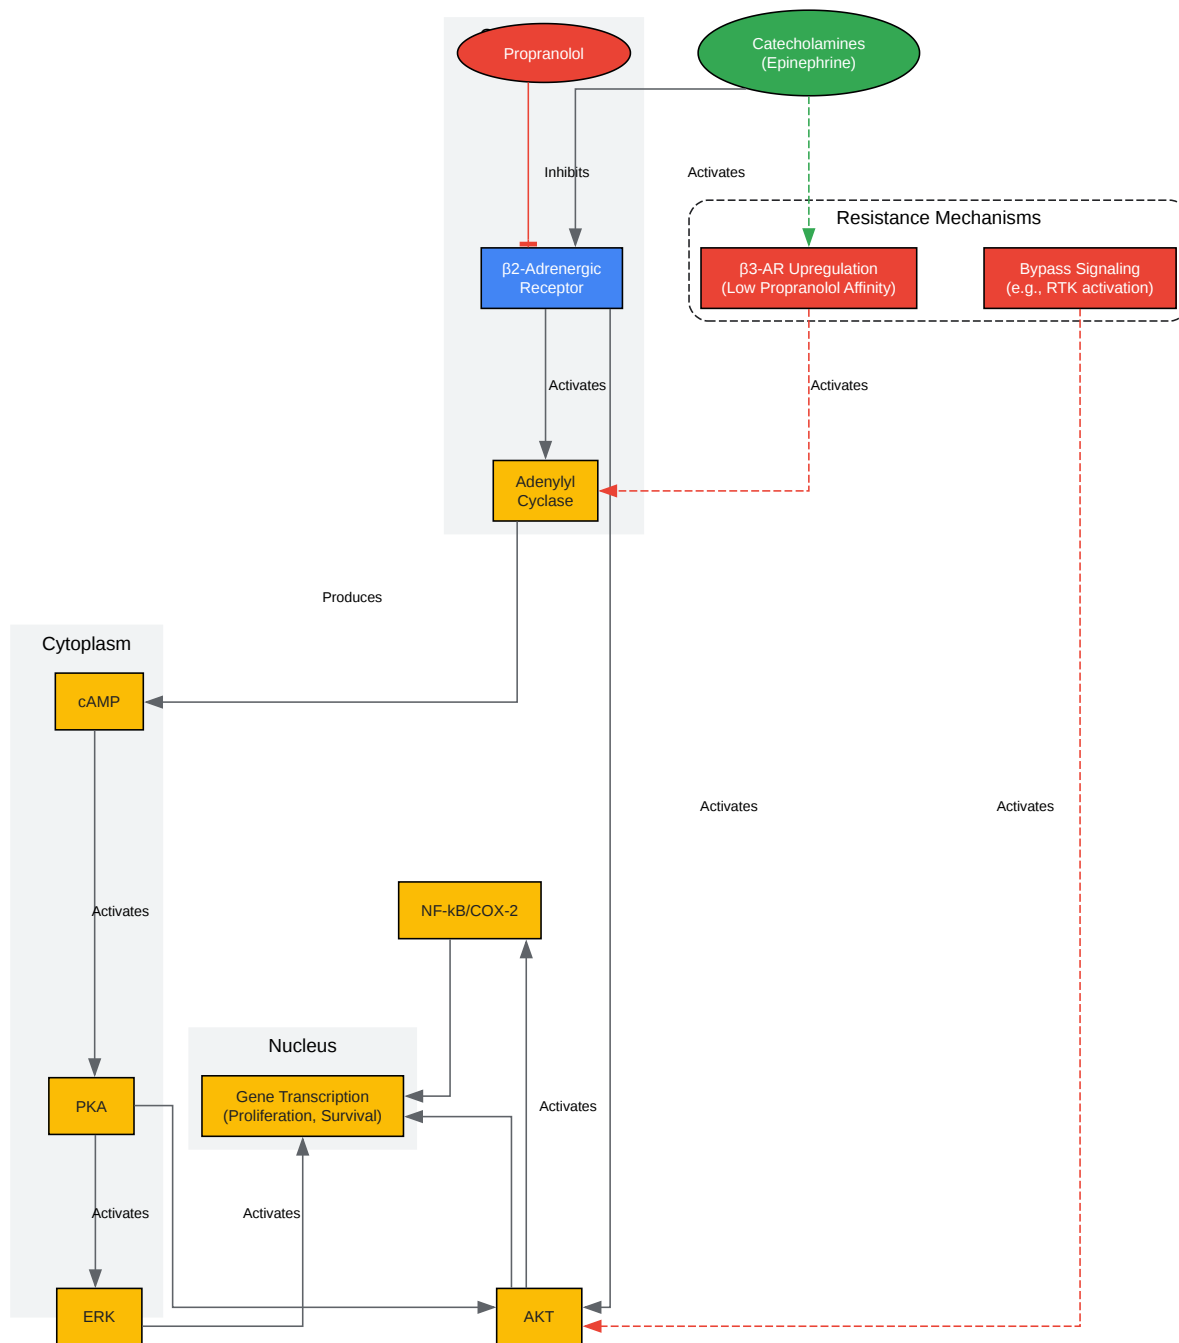 Propranolol
Catecholamines
(Epinephrine)
Inhibits
Activates
Resistance Mechanisms
β2-Adrenergic
Receptor
β3-AR Upregulation
(Low Propranolol Affinity)
Bypass Signaling
(e.g., RTK activation)
Activates
Activates
Adenylyl
Cyclase
Produces
Cytoplasm
cAMP
Activates
Activates
Activates
NF-kB/COX-2
Nucleus
Gene Transcription
(Proliferation, Survival)
PKA
Activates
Activates
Activates
ERK
AKT